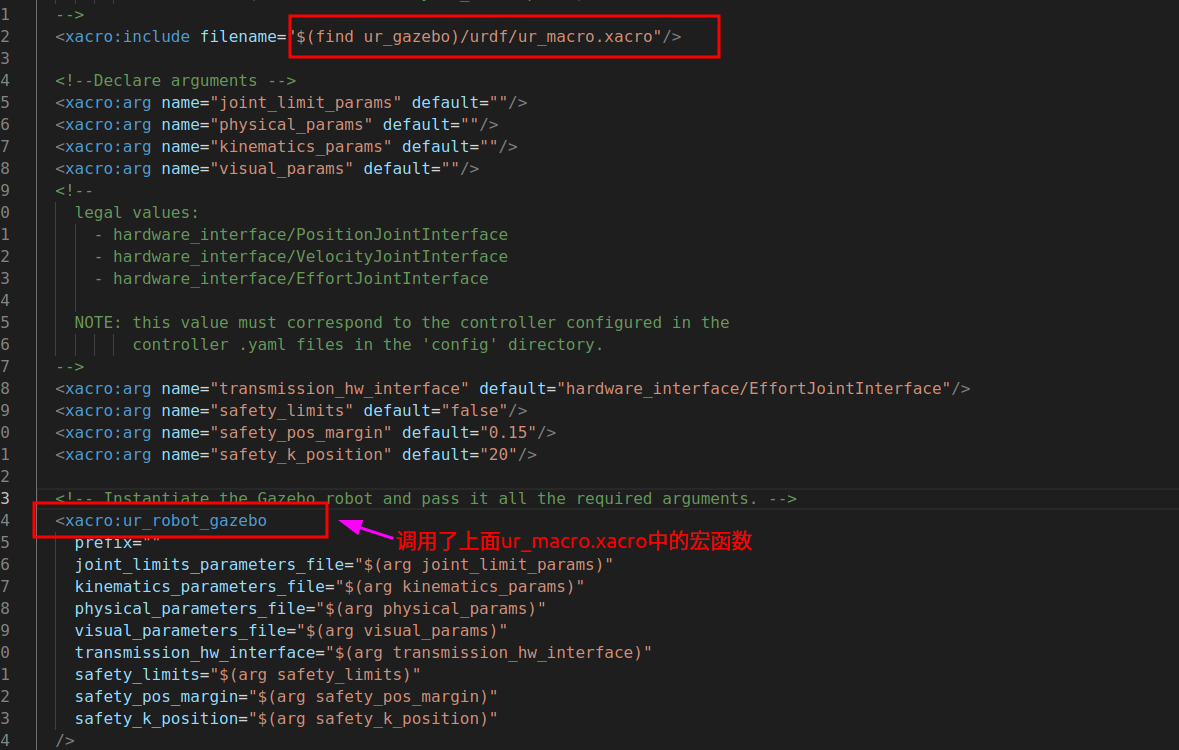 1 -->
2 <xacro:include filename="$(find ur_gazebo)/urdf/ur_macro.xacro"/>
3
4 <!--Declare arguments -->
5 <xacro:arg name="joint_limit_params" default=""/>
6 <xacro:arg name="physical_params" default=""/>
7 <xacro:arg name="kinematics_params" default=""/>
8 <xacro:arg name="visual_params" default=""/>
9 <!--
0 legal values:
1 - hardware_interface/PositionJointInterface
2 - hardware_interface/VelocityJointInterface
3 - hardware_interface/EffortJointInterface
4
5 NOTE: this value must correspond to the controller configured in the
6 controller .yaml files in the 'config' directory.
7 -->
8 <xacro:arg name="transmission_hw_interface" default="hardware_interface/EffortJointInterface"/>
9 <xacro:arg name="safety_limits" default="false"/>
0 <xacro:arg name="safety_pos_margin" default="0.15"/>
1 <xacro:arg name="safety_k_position" default="20"/>
2
3 <!-- Instantiate the Gazebo robot and pass it all the required arguments. -->
4 <xacro:ur_robot_gazebo
调用了上面ur_macro.xacro中的宏函数
5 prefix=""
6 joint_limits_parameters_file="$(arg joint_limit_params)"
7 kinematics_parameters_file="$(arg kinematics_params)"
8 physical_parameters_file="$(arg physical_params)"
9 visual_parameters_file="$(arg visual_params)"
0 transmission_hw_interface="$(arg transmission_hw_interface)"
1 safety_limits="$(arg safety_limits)"
2 safety_pos_margin="$(arg safety_pos_margin)"
3 safety_k_position="$(arg safety_k_position)"
4 />